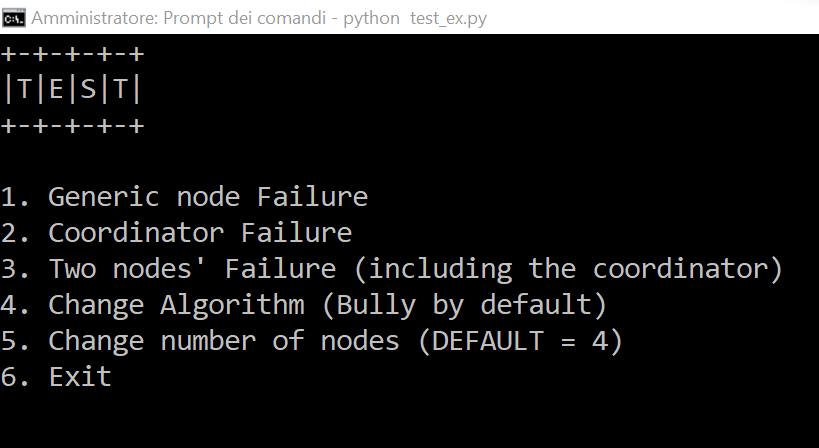 Amministratore: Prompt dei comandi - python  test_ex.py
+-+-+-+-+
|T|E|S|T|
+-+-+-+-+
1. Generic node Failure
2. Coordinator Failure
3. Two nodes' Failure (including the coordinator)
4. Change Algorithm (Bully by default)
5. Change number of nodes (DEFAULT = 4)
6. Exit